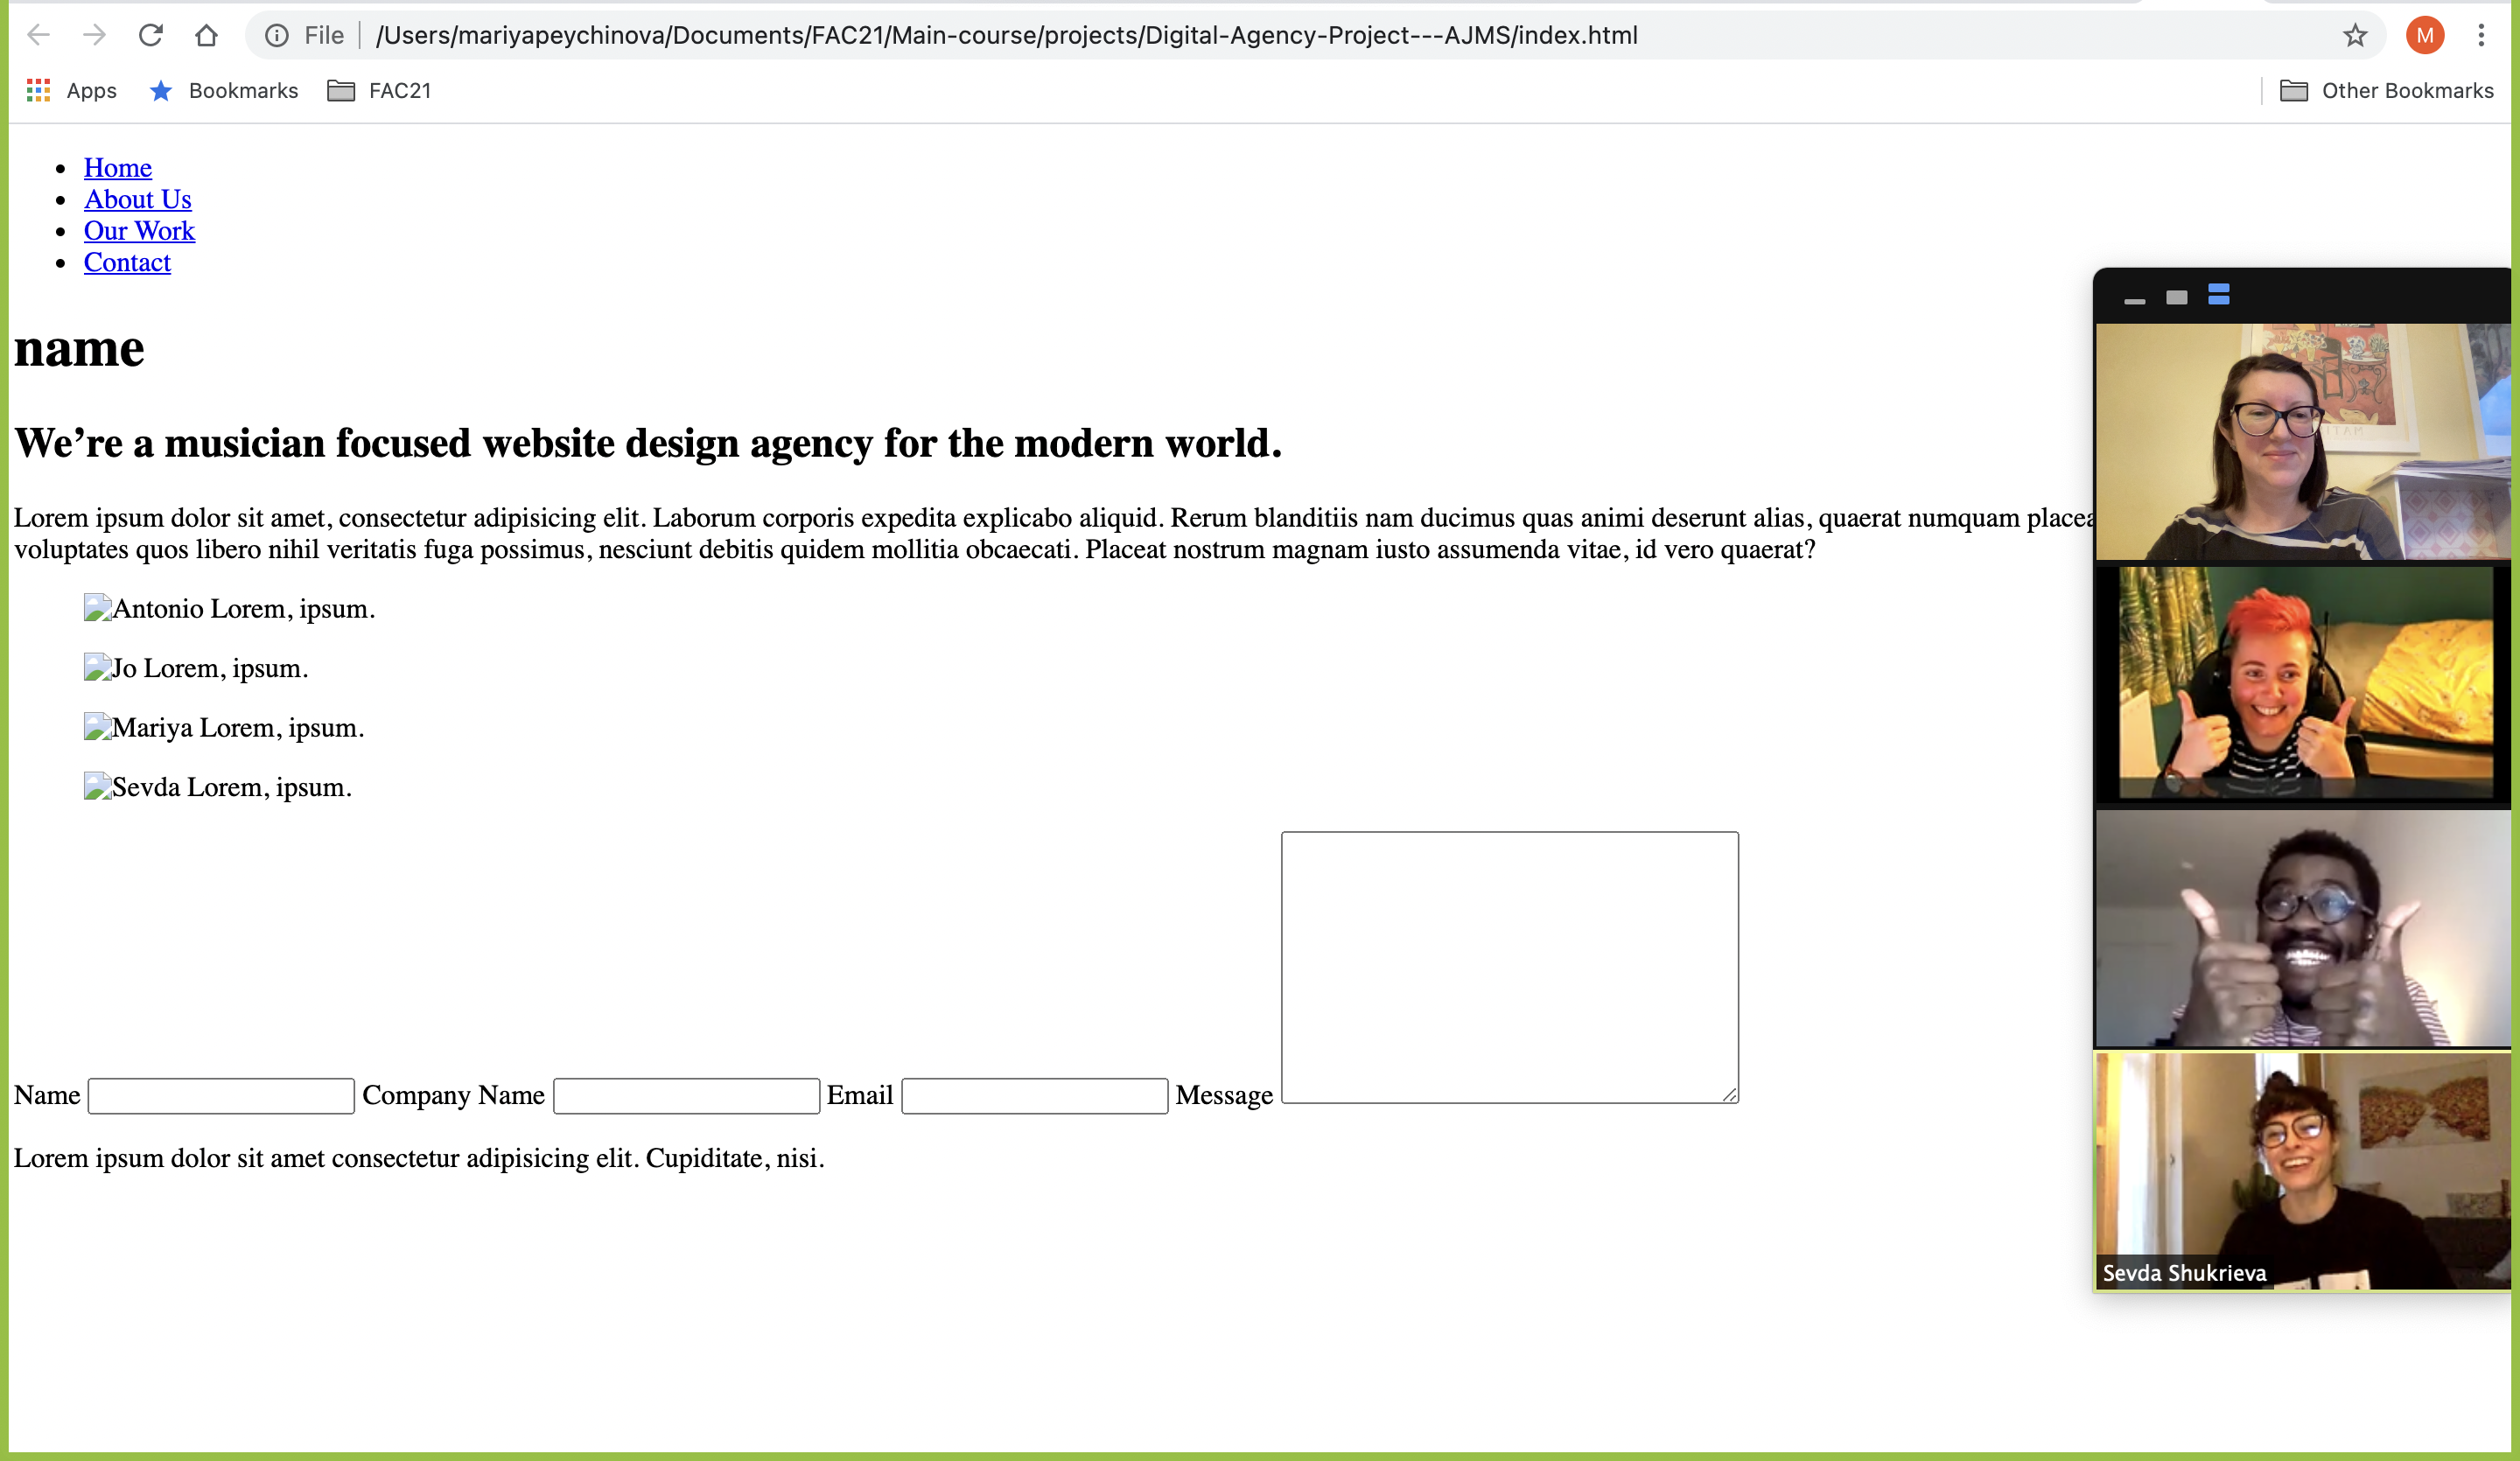 File /Users/mariyapeychinova/Documents/FAC21/Main-course/projects/Digital-Agency-Project---AJMS/index.html
M
Apps Bookmarks FAC21 Other Bookmarks
Home
About Us
Our Work
Contact
name
We’re a musician focused website design agency for the modern world.
Lorem ipsum dolor sit amet, consectetur adipisicing elit. Laborum corporis expedita explicabo aliquid. Rerum blanditiis nam ducimus quas animi deserunt alias, quaerat numquam placea
voluptates quos libero nihil veritatis fuga possimus, nesciunt debitis quidem mollitia obcaecati. Placeat nostrum magnam iusto assumenda vitae, id vero quaerat?
Antonio Lorem, ipsum.
Jo Lorem, ipsum.
Mariya Lorem, ipsum.
Sevda Lorem, ipsum.
Name Company Name Email Message
Lorem ipsum dolor sit amet consectetur adipisicing elit. Cupiditate, nisi.
Sevda Shukrieva